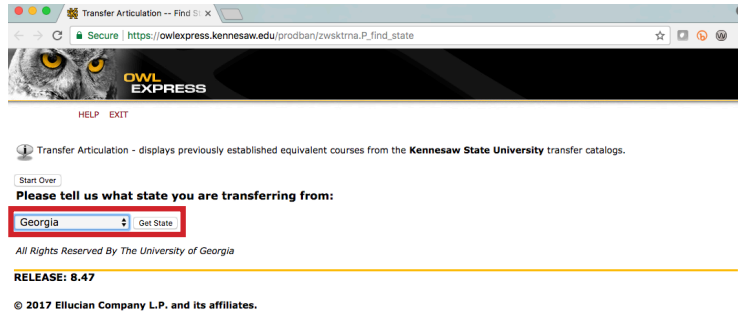 Transfer Articulation -- Find St
Secure | https://owlexpress.kennesaw.edu/prodban/zwsktrna.P_find_state
OWL
EXPRESS
HELP EXIT
Transfer Articulation - displays previously established equivalent courses from the Kennesaw State University transfer catalogs.
Start Over
Please tell us what state you are transferring from:
Georgia Get State
All Rights Reserved By The University of Georgia
RELEASE: 8.47
© 2017 Ellucian Company L.P. and its affiliates.